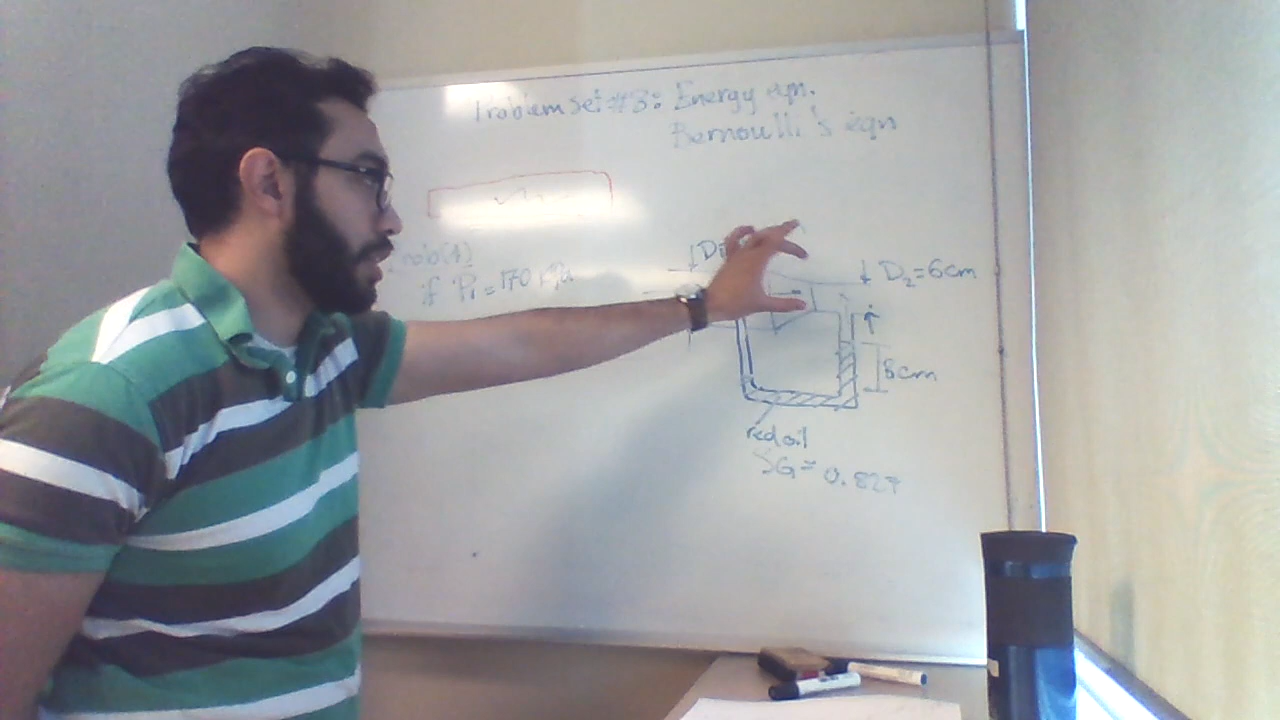 Problem Set #3: Energy eqn.
Bernoulli's eqn
Prob(1)
if P₁ = 170 kPa
D₂=6cm
8cm
red oil
SG = 0.827